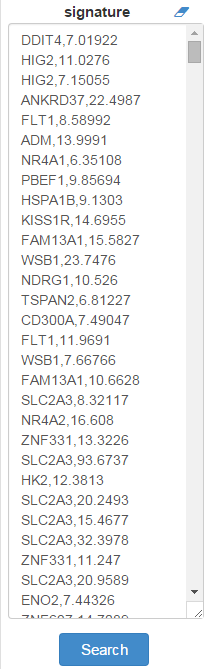 signature
DDIT4,7.01922
HIG2,11.0276
HIG2,7.15055
ANKRD37,22.4987
FLT1,8.58992
ADM,13.9991
NR4A1,6.35108
PBEF1,9.85694
HSPA1B,9.1303
KISS1R,14.6955
FAM13A1,15.5827
WSB1,23.7476
NDRG1,10.526
TSPAN2,6.81227
CD300A,7.49047
FLT1,11.9691
WSB1,7.66766
FAM13A1,10.6628
SLC2A3,8.32117
NR4A2,16.608
ZNF331,13.3226
SLC2A3,93.6737
HK2,12.3813
SLC2A3,20.2493
SLC2A3,15.4677
SLC2A3,32.3978
ZNF331,11.247
SLC2A3,20.9589
ENO2,7.44326
Search